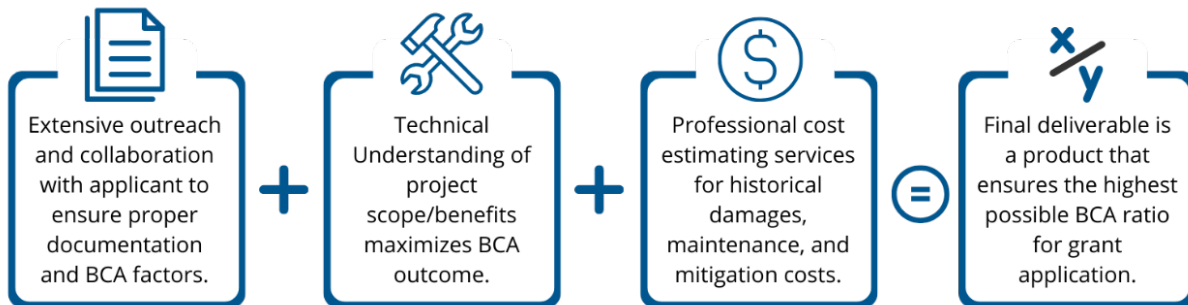 $
x
y
Extensive outreach
and collaboration
with applicant to
ensure proper
documentation
and BCA factors.
+
Technical
Understanding of
project
scope/benefits
maximizes BCA
outcome.
+
Professional cost
estimating services
for historical
damages,
maintenance, and
mitigation costs.
=
Final deliverable is
a product that
ensures the highest
possible BCA ratio
for grant
application.